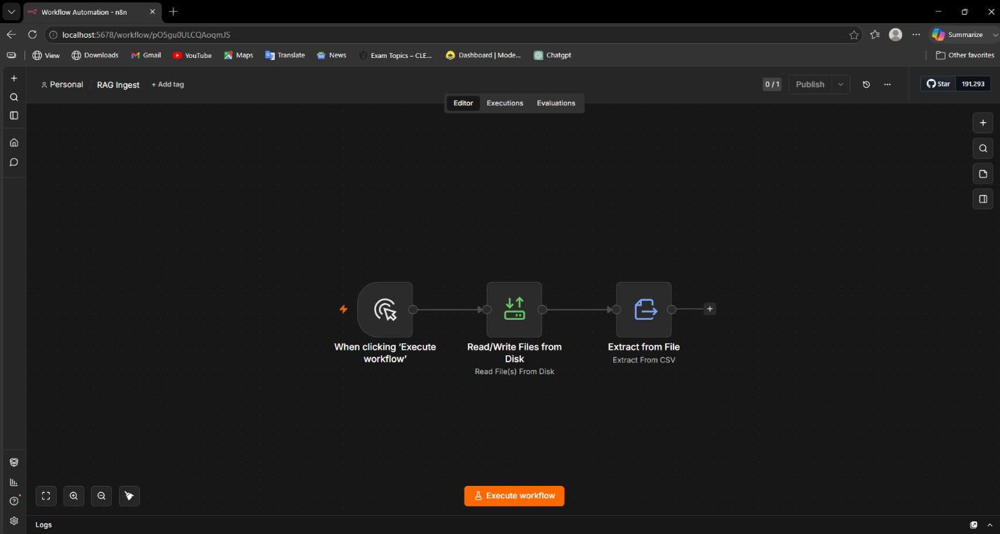 Workflow Automation - n8n
localhost:5678/workflow/pO5gu0ULCQAoqmJS
Summarize
View
Downloads
Gmail
YouTube
Maps
Translate
News
Exam Topics – CLE...
Dashboard | Mode...
Chatgpt
Other favorites
Personal
RAG Ingest
+ Add tag
0 / 1
Publish
Star
191,293
Editor
Executions
Evaluations
When clicking ‘Execute
workflow’
Read/Write Files from
Disk
Read File(s) From Disk
Extract from File
Extract From CSV
Execute workflow
Logs